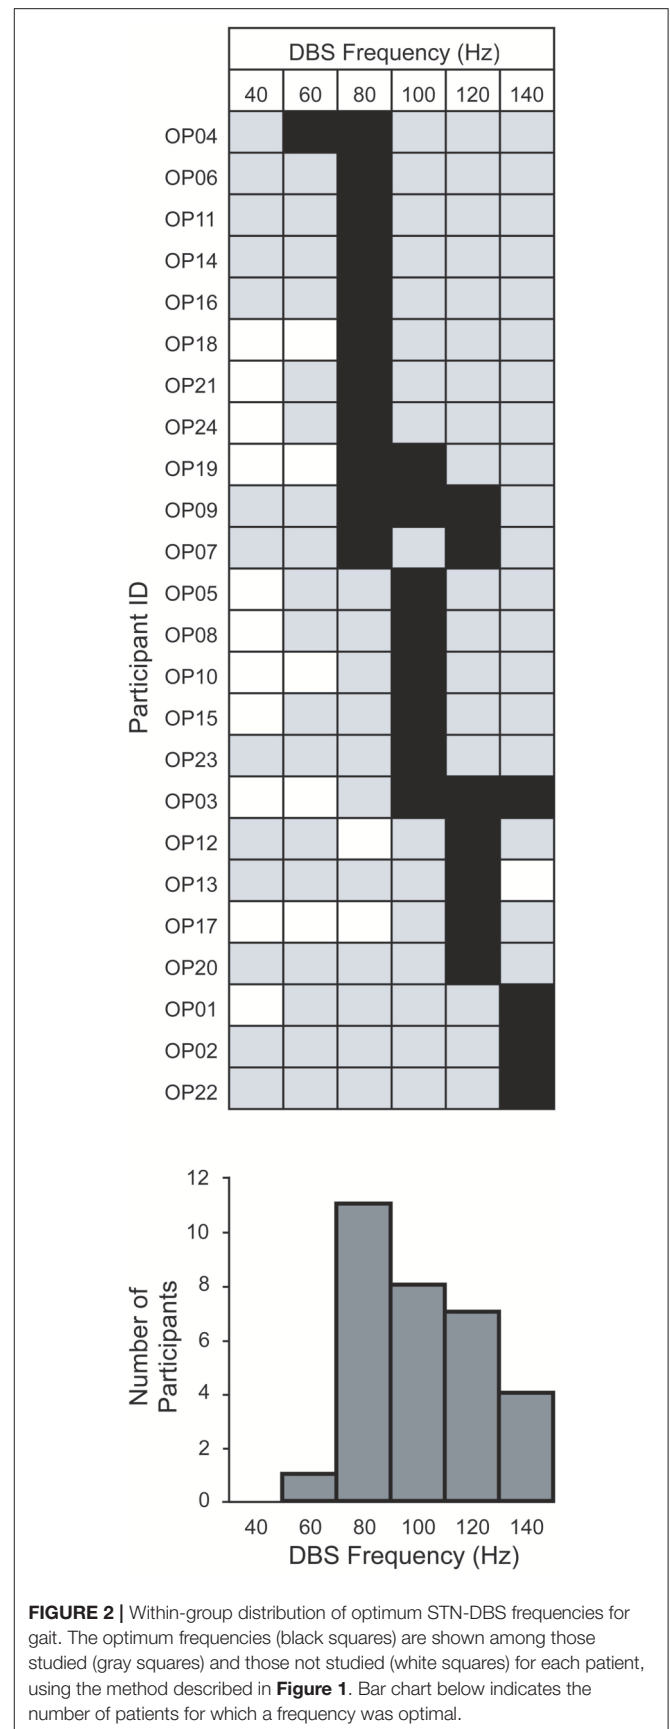 DBS Frequency (Hz)
40 60 80 100 120 140
OP04
OP06
OP11
OP14
OP16
OP18
OP21
OP24
OP19
OP09
OP07
OP05
OP08
OP10
OP15
OP23
OP03
OP12
OP13
OP17
OP20
OP01
OP02
OP22
Participant ID
12
10
8
6
4
2
0
Number of
Participants
40 60 80 100 120 140
DBS Frequency (Hz)
FIGURE 2 | Within-group distribution of optimum STN-DBS frequencies for
gait. The optimum frequencies (black squares) are shown among those
studied (gray squares) and those not studied (white squares) for each patient,
using the method described in Figure 1. Bar chart below indicates the
number of patients for which a frequency was optimal.